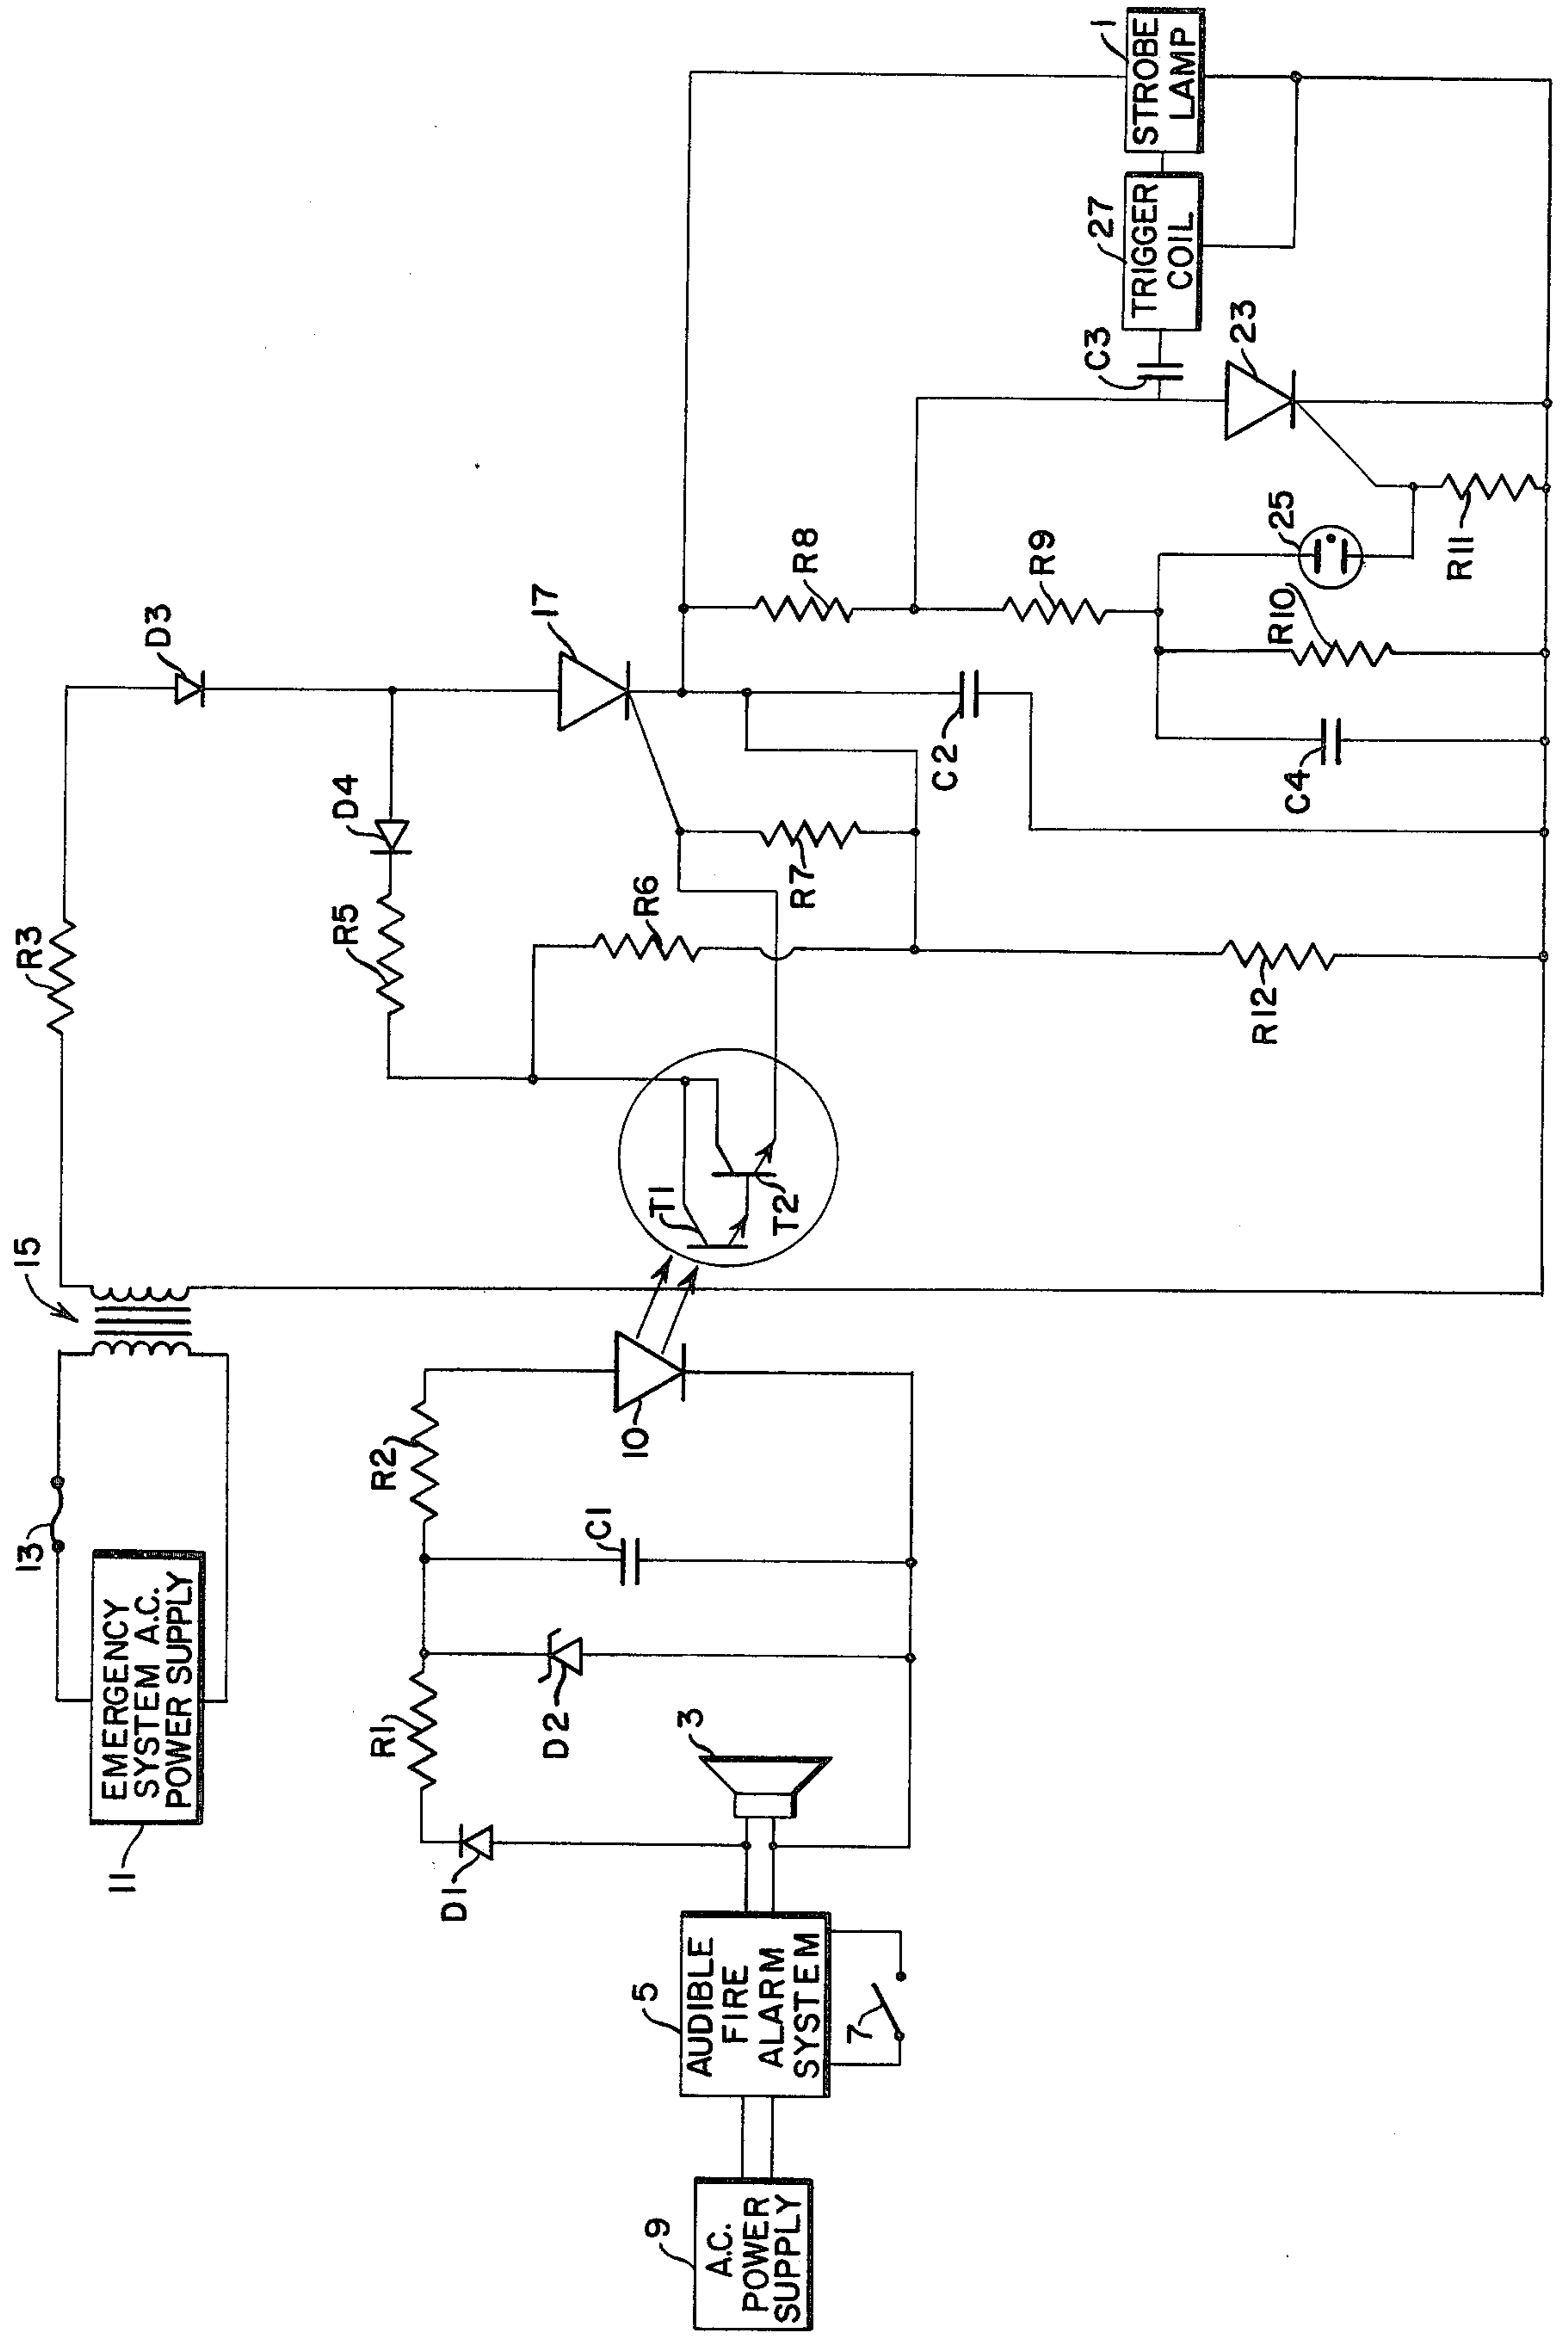 11
EMERGENCY
SYSTEM A.C.
POWER SUPPLY
13
15
R3
D3
D4
R5
17
R1
R2
D1
D2
C1
10
T1
T2
R6
R7
R8
C2
R9
R12
9
A.C.
POWER
SUPPLY
5
AUDIBLE
FIRE
ALARM
SYSTEM
7
3
C4
R10
25
R11
23
C3
27
TRIGGER
COIL
1
STROBE
LAMP